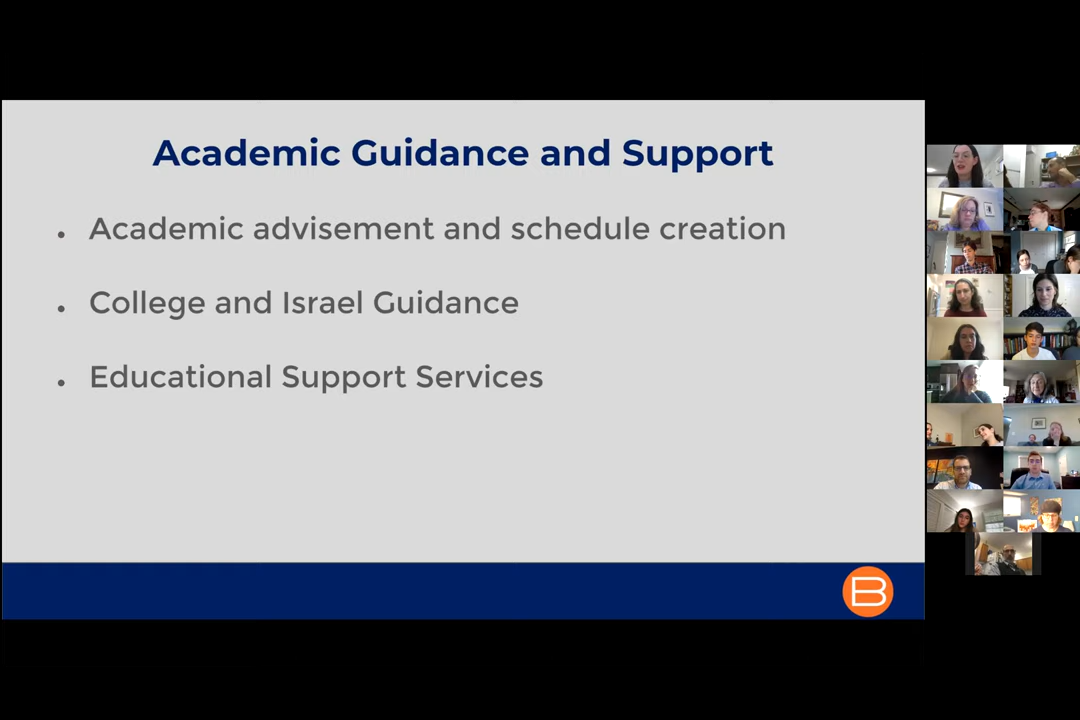 Academic Guidance and Support
• Academic advisement and schedule creation
• College and Israel Guidance
• Educational Support Services
B